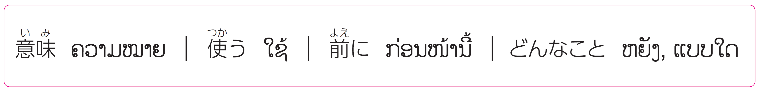 意味 ຄວາມໝາຍ | 使う ໃຊ້ | 前に ກ່ອນໜ້ານີ້ | どんなこと ຫຍັງ, ແບບໃດ